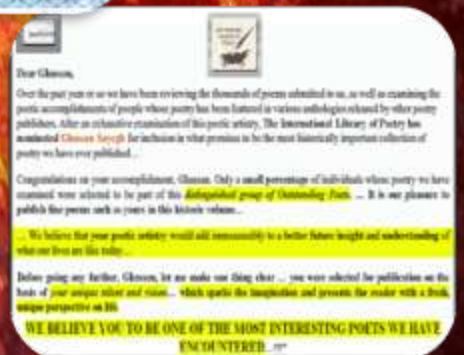 Dear Ghassan,
Over the past year or so we have been reviewing the thousands of poems submitted to us, as well as examining the
poetic accomplishments of people whose poetry has been featured in various anthologies released by other poetry
publishers. After an exhaustive examination of this poetic artistry, The International Library of Poetry has
nominated for inclusion in what promises to be the most historically important collection of
poetry we have ever published...
Congratulations on your accomplishment, Ghassan. Only a small percentage of individuals whose poetry we have
examined were selected to be part of this distinguished group of Outstanding Poets. ... It is our pleasure to
publish fine poems such as yours in this historic volume...
... We believe that your poetic artistry would add immeasurably to a better future insight and understanding of
what our lives are like today...
Before going any further, Ghassan, let me make one thing clear ... you were selected for publication on the
basis of your unique talent and vision... which sparks the imagination and presents the reader with a fresh,
unique perspective on life.
WE BELIEVE YOU TO BE ONE OF THE MOST INTERESTING POETS WE HAVE
ENCOUNTERED...